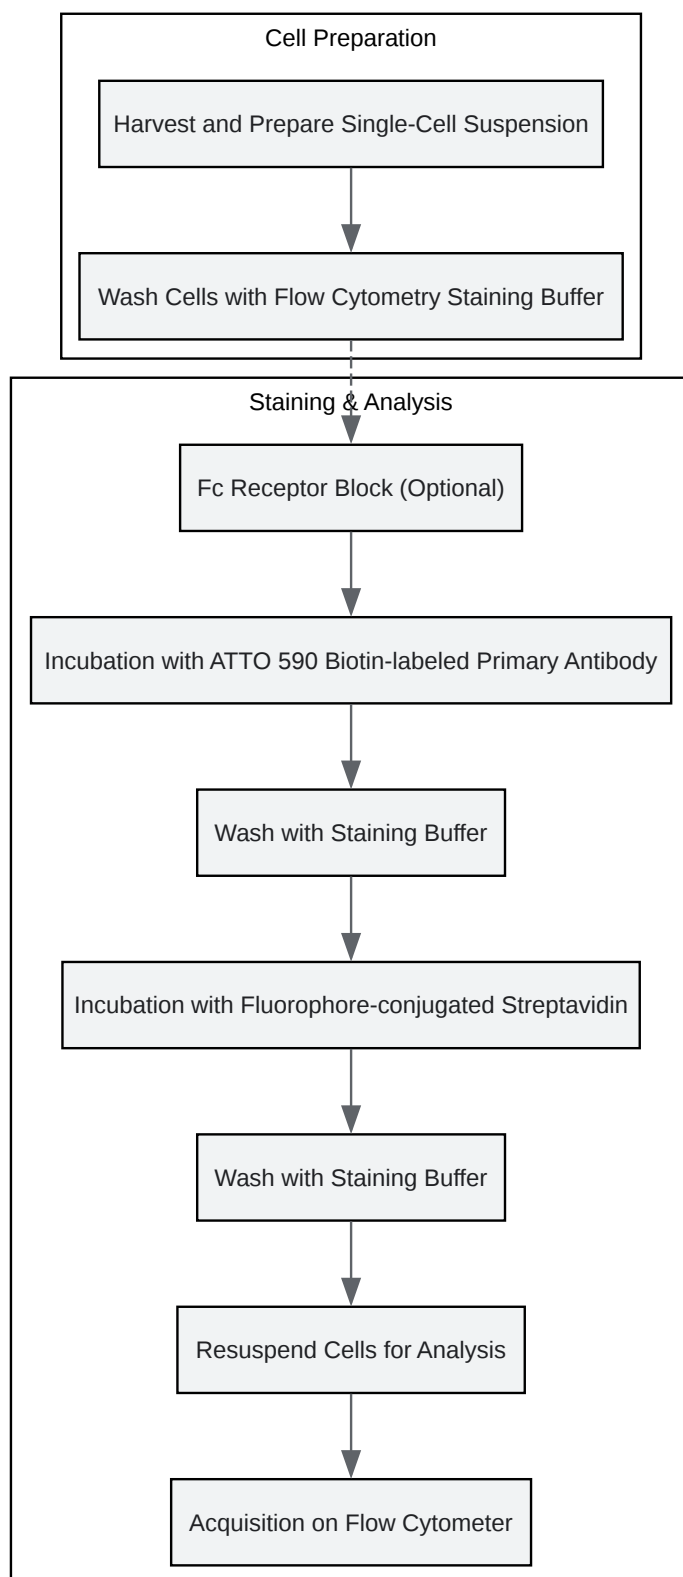 Cell Preparation
Harvest and Prepare Single-Cell Suspension
Wash Cells with Flow Cytometry Staining Buffer
Staining & Analysis
Fc Receptor Block (Optional)
Incubation with ATTO 590 Biotin-labeled Primary Antibody
Wash with Staining Buffer
Incubation with Fluorophore-conjugated Streptavidin
Wash with Staining Buffer
Resuspend Cells for Analysis
Acquisition on Flow Cytometer